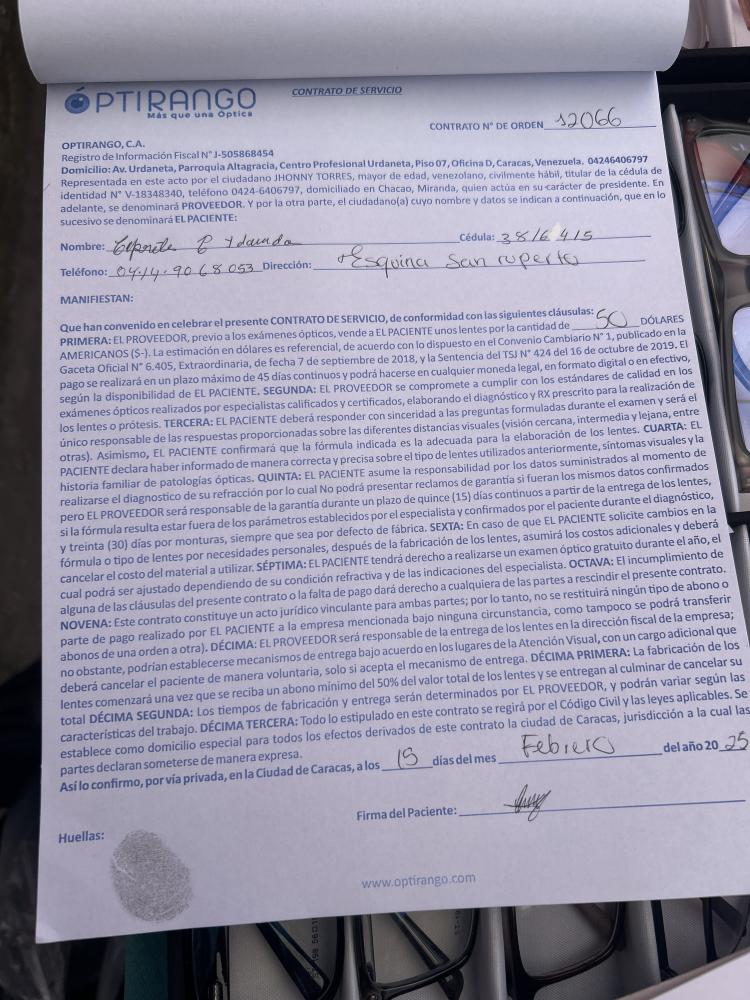 ÓPTIRANGO
Más que una Óptica
CONTRATO DE SERVICIO
CONTRATO N° DE ORDEN 12066
OPTIRANGO, C.A.
Registro de Información Fiscal N° J-505868454
Domicilio: Av. Urdaneta, Parroquia Altagracia, Centro Profesional Urdaneta, Piso 07, Oficina D, Caracas, Venezuela. 04246406797
Representada en este acto por el ciudadano JHONNY TORRES, mayor de edad, venezolano, civilmente hábil, titular de la cédula de
identidad N° V-18348340, teléfono 0424-6406797, domiciliado en Chacao, Miranda, quien actúa en su carácter de presidente. En
adelante, se denominará PROVEEDOR. Y por la otra parte, el ciudadano(a) cuyo nombre y datos se indican a continuación, que en lo
sucesivo se denominará EL PACIENTE:
Nombre: Cédula:
Teléfono: 0414.9068053 Dirección: Esquina San ruperto
MANIFIESTAN:
Que han convenido en celebrar el presente CONTRATO DE SERVICIO, de conformidad con las siguientes cláusulas:
PRIMERA: EL PROVEEDOR, previo a los exámenes ópticos, vende a EL PACIENTE unos lentes por la cantidad de 50 DÓLARES
AMERICANOS ($-). La estimación en dólares es referencial, de acuerdo con lo dispuesto en el Convenio Cambiario N° 1, publicado en la
Gaceta Oficial N° 6.405, Extraordinaria, de fecha 7 de septiembre de 2018, y la Sentencia del TSJ N° 424 del 16 de octubre de 2019. El
pago se realizará en un plazo máximo de 45 días continuos y podrá hacerse en cualquier moneda legal, en formato digital o en efectivo,
según la disponibilidad de EL PACIENTE. SEGUNDA: EL PROVEEDOR se compromete a cumplir con los estándares de calidad en los
exámenes ópticos realizados por especialistas calificados y certificados, elaborando el diagnóstico y RX prescrito para la realización de
los lentes o prótesis. TERCERA: EL PACIENTE deberá responder con sinceridad a las preguntas formuladas durante el examen y será el
único responsable de las respuestas proporcionadas sobre las diferentes distancias visuales (visión cercana, intermedia y lejana, entre
otras). Asimismo, EL PACIENTE confirmará que la fórmula indicada es la adecuada para la elaboración de los lentes. CUARTA: EL
PACIENTE declara haber informado de manera correcta y precisa sobre el tipo de lentes utilizados anteriormente, síntomas visuales y la
historia familiar de patologías ópticas. QUINTA: EL PACIENTE asume la responsabilidad por los datos suministrados al momento de
realizarse el diagnostico de su refracción por lo cual No podrá presentar reclamos de garantía si fueran los mismos datos confirmados
pero EL PROVEEDOR será responsable de la garantía durante un plazo de quince (15) días continuos a partir de la entrega de los lentes,
si la fórmula resulta estar fuera de los parámetros establecidos por el especialista y confirmados por el paciente durante el diagnóstico,
y treinta (30) días por monturas, siempre que sea por defecto de fábrica. SEXTA: En caso de que EL PACIENTE solicite cambios en la
fórmula o tipo de lentes por necesidades personales, después de la fabricación de los lentes, asumirá los costos adicionales y deberá
cancelar el costo del material a utilizar. SÉPTIMA: EL PACIENTE tendrá derecho a realizarse un examen óptico gratuito durante el año, el
cual podrá ser ajustado dependiendo de su condición refractiva y de las indicaciones del especialista. OCTAVA: El incumplimiento de
alguna de las cláusulas del presente contrato o la falta de pago dará derecho a cualquiera de las partes a rescindir el presente contrato.
NOVENA: Este contrato constituye un acto jurídico vinculante para ambas partes; por lo tanto, no se restituirá ningún tipo de abono o
parte de pago realizado por EL PACIENTE a la empresa mencionada bajo ninguna circunstancia, como tampoco se podrá transferir
abonos de una orden a otra). DÉCIMA: EL PROVEEDOR será responsable de la entrega de los lentes en la dirección fiscal de la empresa;
no obstante, podrían establecerse mecanismos de entrega bajo acuerdo en los lugares de la Atención Visual, con un cargo adicional que
deberá cancelar el paciente de manera voluntaria, solo si acepta el mecanismo de entrega. DÉCIMA PRIMERA: La fabricación de los
lentes comenzará una vez que se reciba un abono mínimo del 50% del valor total de los lentes y se entregan al culminar de cancelar su
total DÉCIMA SEGUNDA: Los tiempos de fabricación y entrega serán determinados por EL PROVEEDOR, y podrán variar según las
características del trabajo. DÉCIMA TERCERA: Todo lo estipulado en este contrato se regirá por el Código Civil y las leyes aplicables. Se
establece como domicilio especial para todos los efectos derivados de este contrato la ciudad de Caracas, jurisdicción a la cual las
partes declaran someterse de manera expresa.
Así lo confirmo, por vía privada, en la Ciudad de Caracas, a los 15 días del mes Febrero del año 2025
Firma del Paciente:
Huellas:
www.optirango.com